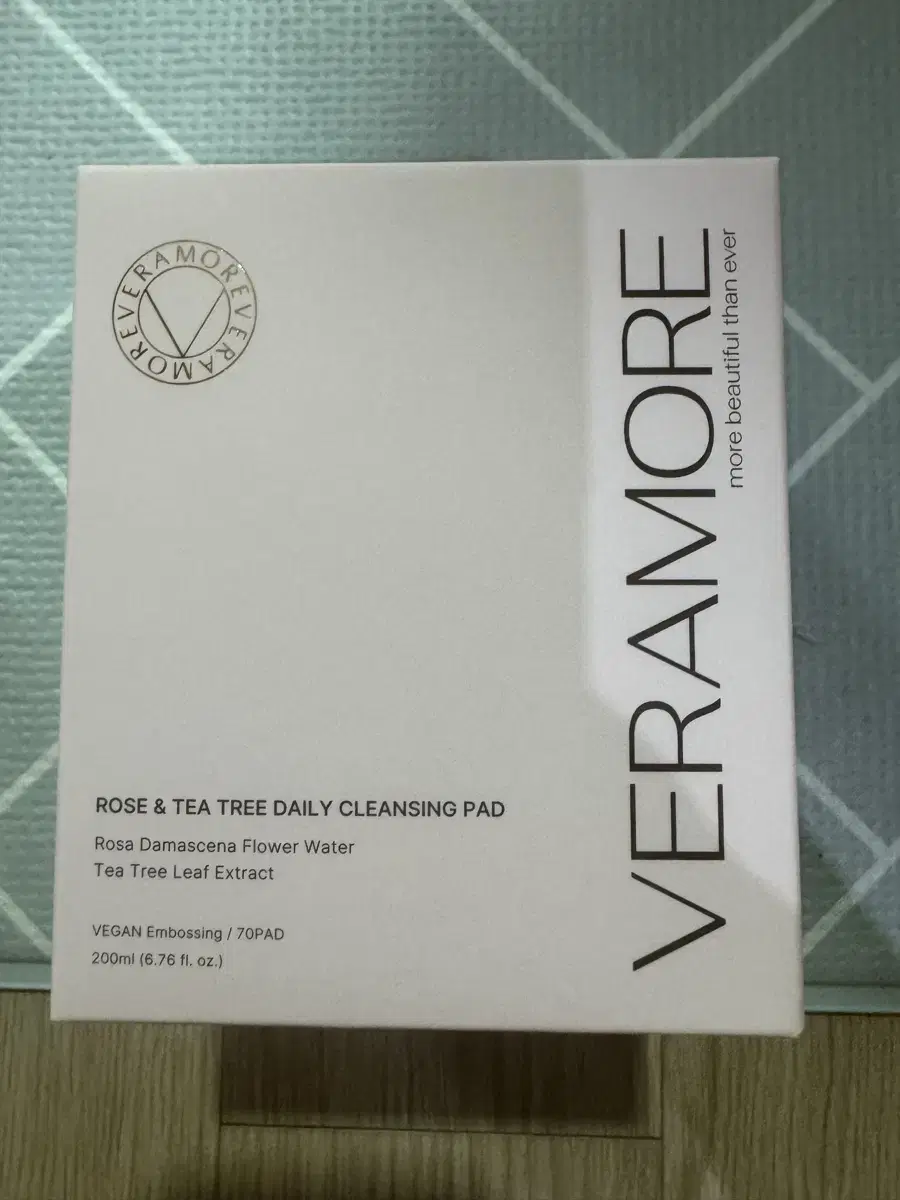 VERAMOREVERAMORE
VERAMORE
more beautiful than ever
ROSE & TEA TREE DAILY CLEANSING PAD
Rosa Damascena Flower Water
Tea Tree Leaf Extract
VEGAN Embossing / 70PAD
200ml (6.76 fl. oz.)